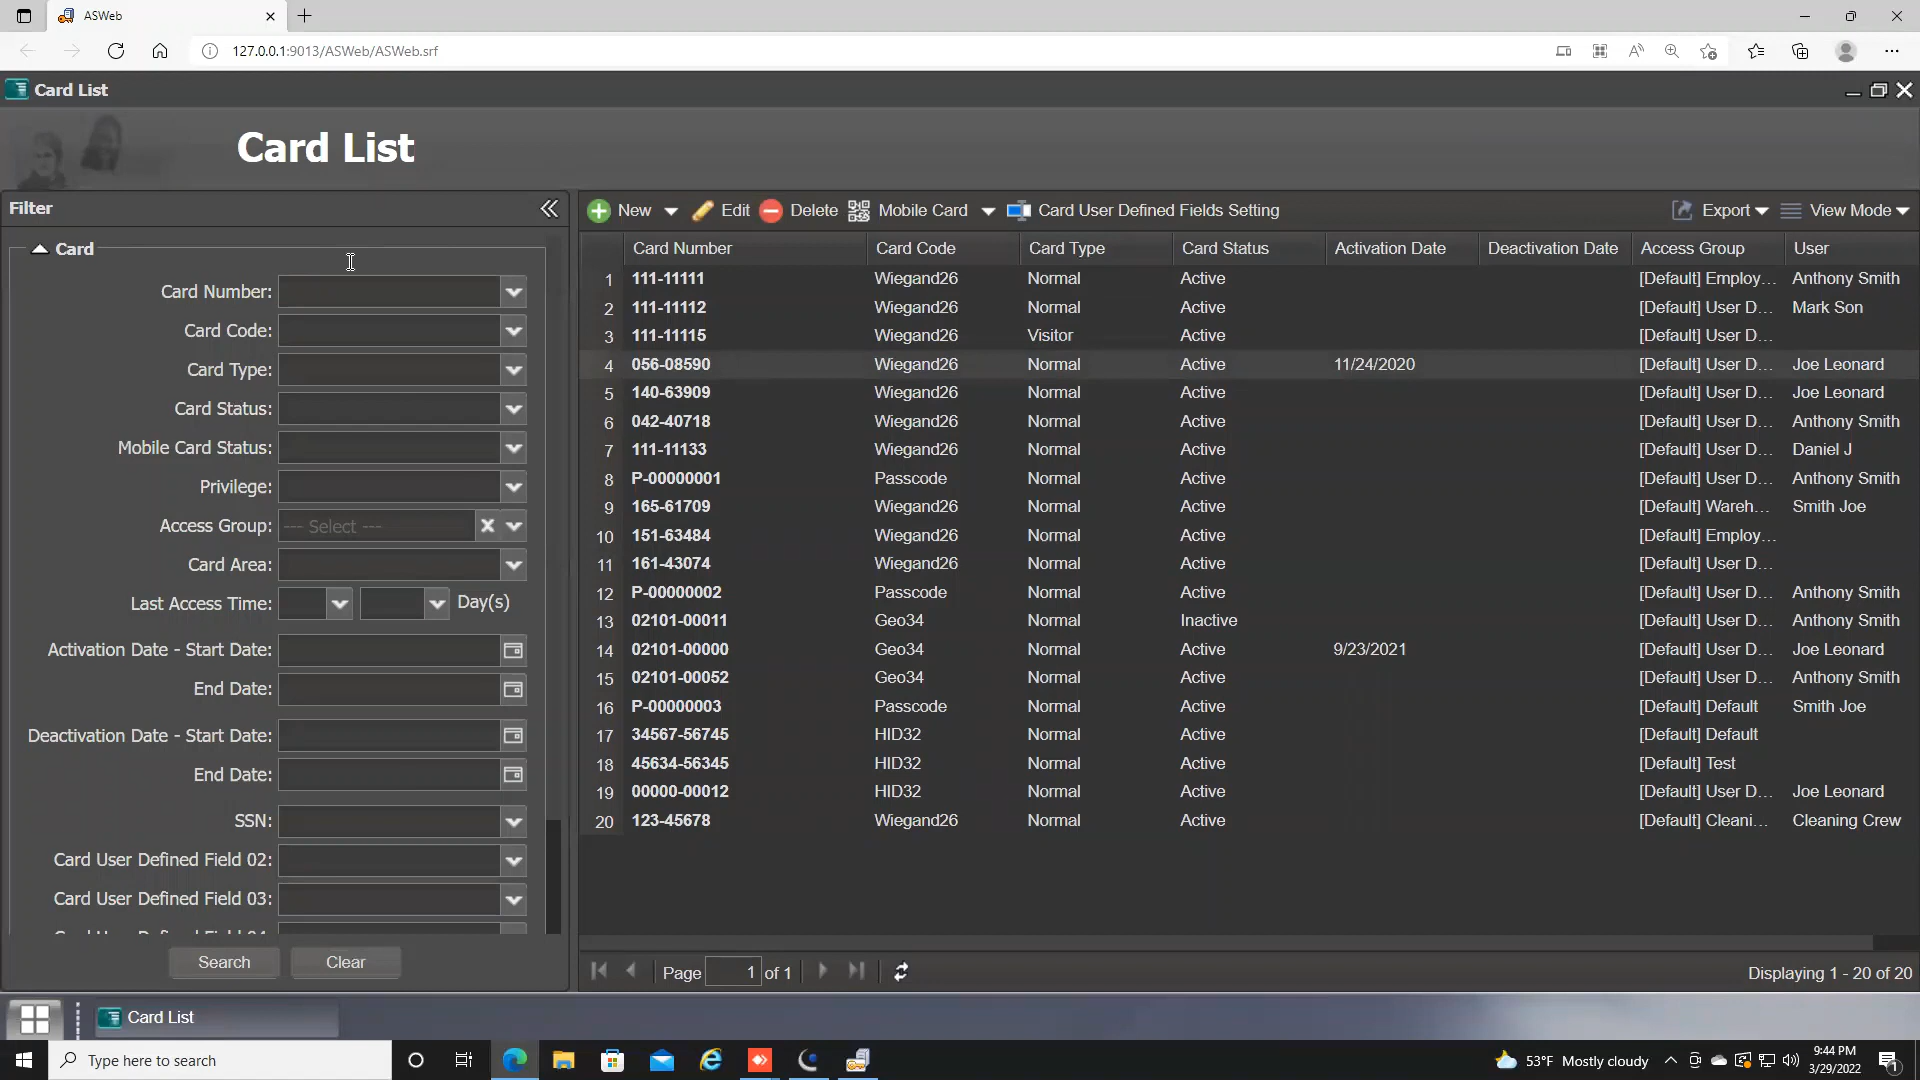 ASWeb
127.0.0.1:9013/ASWeb/ASWeb.srf
Card List
Card List
Filter
New Edit Delete Mobile Card Card User Defined Fields Setting Export View Mode
Card
Card Number:
Card Code:
Card Type:
Card Status:
Mobile Card Status:
Privilege:
Access Group: --- Select ---
Card Area:
Last Access Time: Day(s)
Activation Date - Start Date:
End Date:
Deactivation Date - Start Date:
End Date:
SSN:
Card User Defined Field 02:
Card User Defined Field 03:
Search Clear
Card Number Card Code Card Type Card Status Activation Date Deactivation Date Access Group User
1 111-11111 Wiegand26 Normal Active [Default] Employ... Anthony Smith
2 111-11112 Wiegand26 Normal Active [Default] User D... Mark Son
3 111-11115 Wiegand26 Visitor Active [Default] User D...
4 056-08590 Wiegand26 Normal Active 11/24/2020 [Default] User D... Joe Leonard
5 140-63909 Wiegand26 Normal Active [Default] User D... Joe Leonard
6 042-40718 Wiegand26 Normal Active [Default] User D... Anthony Smith
7 111-11133 Wiegand26 Normal Active [Default] User D... Daniel J
8 P-00000001 Passcode Normal Active [Default] User D... Anthony Smith
9 165-61709 Wiegand26 Normal Active [Default] Wareh... Smith Joe
10 151-63484 Wiegand26 Normal Active [Default] Employ...
11 161-43074 Wiegand26 Normal Active [Default] User D...
12 P-00000002 Passcode Normal Active [Default] User D... Anthony Smith
13 02101-00011 Geo34 Normal Inactive [Default] User D... Anthony Smith
14 02101-00000 Geo34 Normal Active 9/23/2021 [Default] User D... Joe Leonard
15 02101-00052 Geo34 Normal Active [Default] User D... Anthony Smith
16 P-00000003 Passcode Normal Active [Default] Default Smith Joe
17 34567-56745 HID32 Normal Active [Default] Default
18 45634-56345 HID32 Normal Active [Default] Test
19 00000-00012 HID32 Normal Active [Default] User D... Joe Leonard
20 123-45678 Wiegand26 Normal Active [Default] Cleani... Cleaning Crew
Page 1 of 1 Displaying 1 - 20 of 20
Card List
Type here to search 53°F Mostly cloudy 9:44 PM
3/29/2022
1